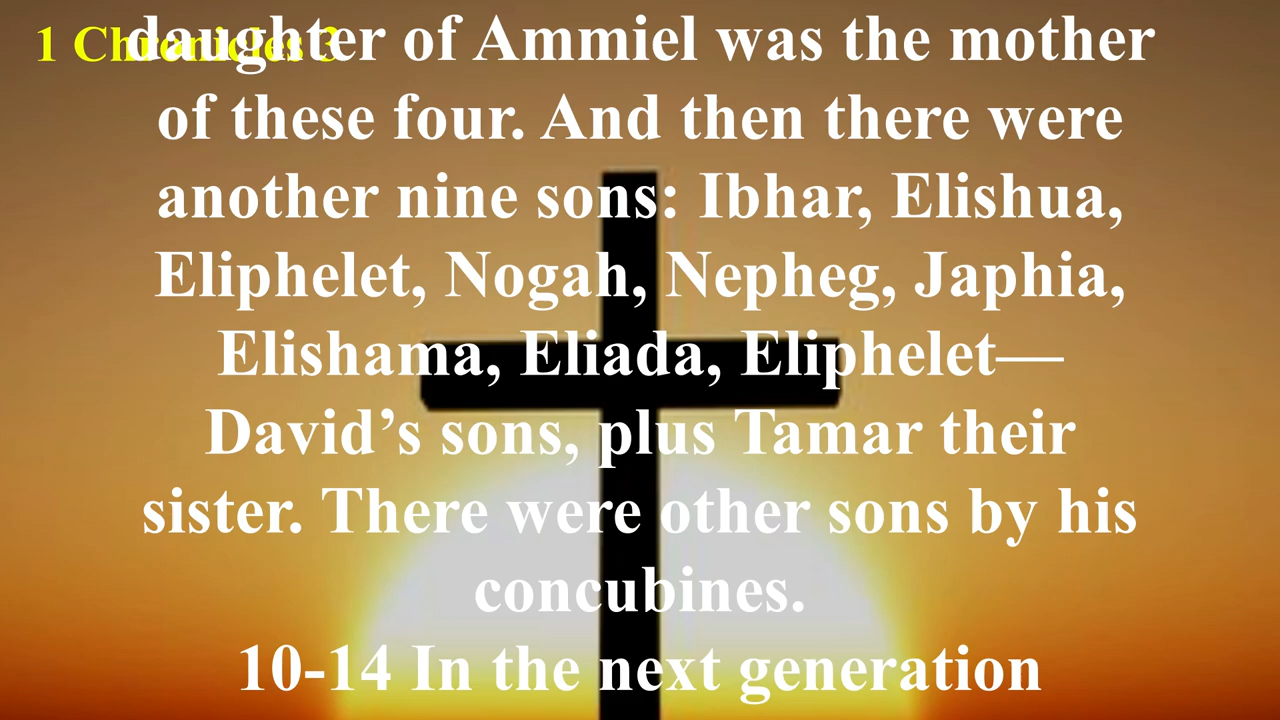 1 Chronicles 3
daughter of Ammiel was the mother
of these four. And then there were
another nine sons: Ibhar, Elishua,
Eliphelet, Nogah, Nepheg, Japhia,
Elishama, Eliada, Eliphelet—
David’s sons, plus Tamar their
sister. There were other sons by his
concubines.
10-14 In the next generation